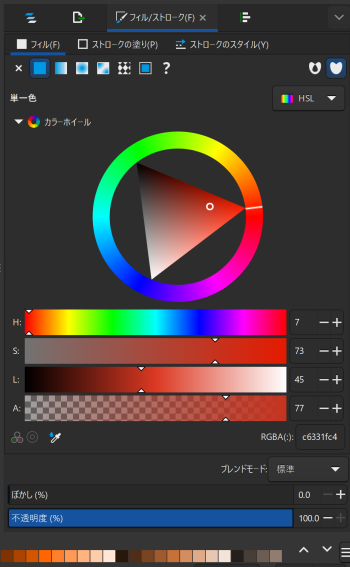 フィル/ストローク(F) ×
フィル(F) ストロークの塗り(P) ストロークのスタイル(Y)
単一色 HSL
カラーホイール
H: 7
S: 73
L: 45
A: 77
RGBA(:): c6331fc4
ブレンドモード: 標準
ぼかし (%) 0.0
不透明度 (%) 100.0